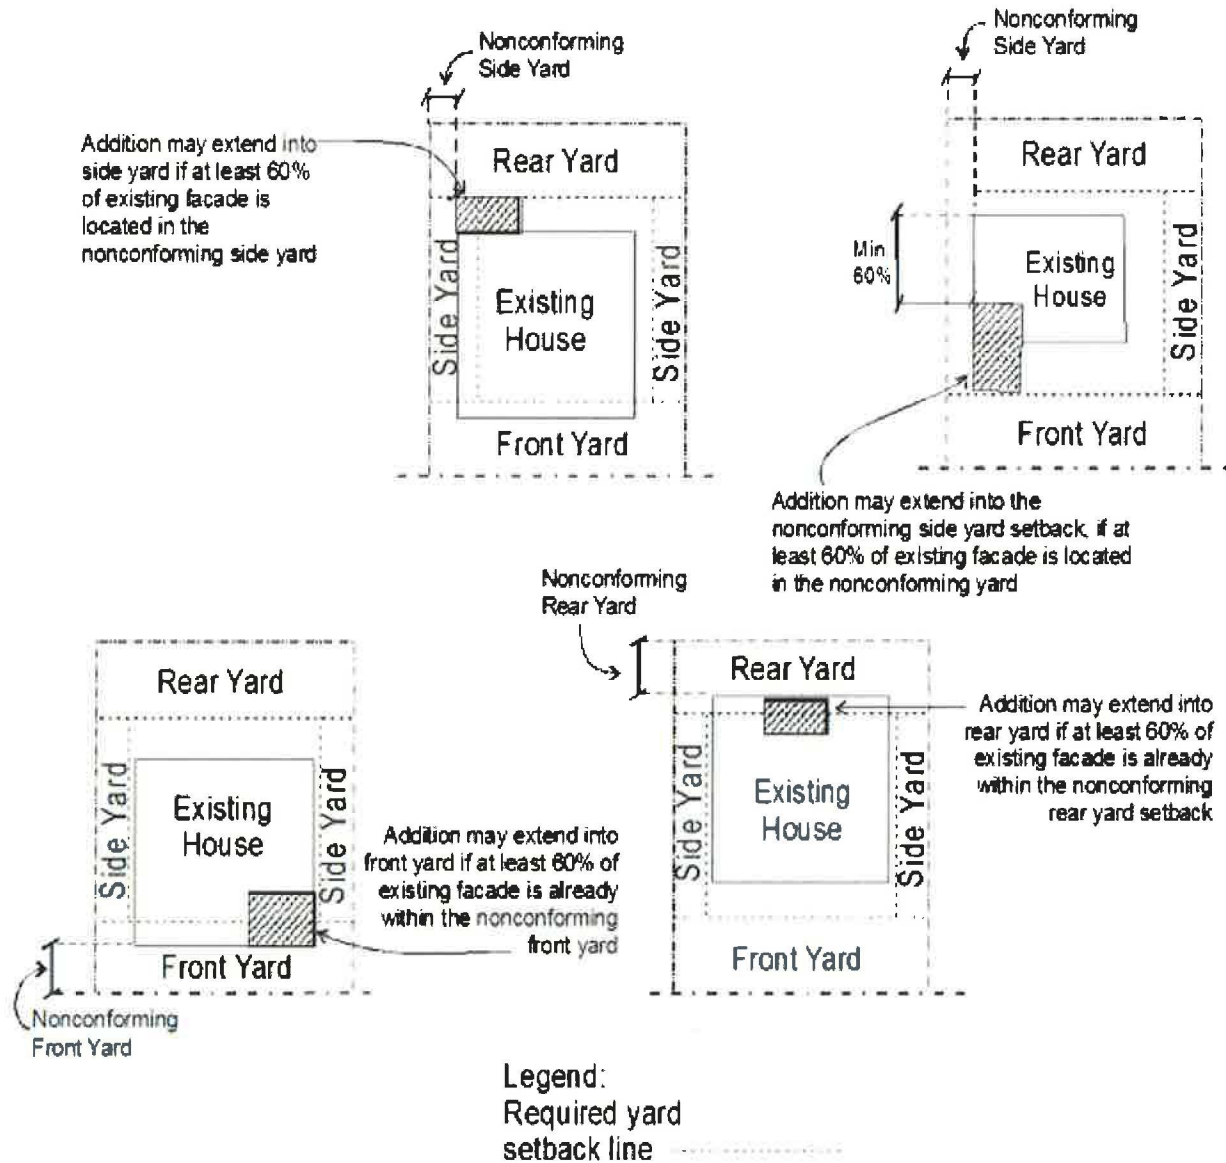 Nonconforming
Side Yard
Addition may extend into
side yard if at least 60%
of existing facade is
located in the
nonconforming side yard
Rear Yard
Side Yard
Existing
House
Side Yard
Front Yard
Nonconforming
Side Yard
Rear Yard
Min
60%
Existing
House
Side Yard
Front Yard
Addition may extend into the
nonconforming side yard setback, if at
least 60% of existing facade is located
in the nonconforming yard
Rear Yard
Side Yard
Existing
House
Side Yard
Addition may extend into
front yard if at least 60% of
existing facade is already
within the nonconforming
front yard
Front Yard
Nonconforming
Front Yard
Nonconforming
Rear Yard
Rear Yard
Side Yard
Existing
House
Side Yard
Addition may extend into
rear yard if at least 60% of
existing facade is already
within the nonconforming
rear yard setback
Front Yard
Legend:
Required yard
setback line